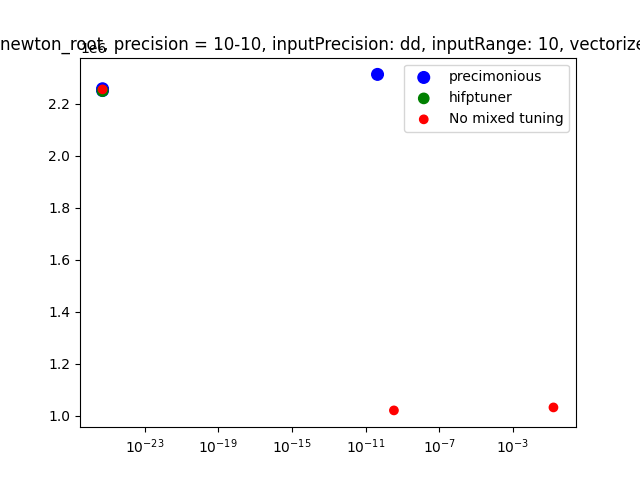 newton_root, precision = 10-10, inputPrecision: dd, inputRange: 10, vectorize
1e6
precimonious
hifptuner
No mixed tuning
2.2
2.0
1.8
1.6
1.4
1.2
1.0
10⁻²³ 10⁻¹⁹ 10⁻¹⁵ 10⁻¹¹ 10⁻⁷ 10⁻³